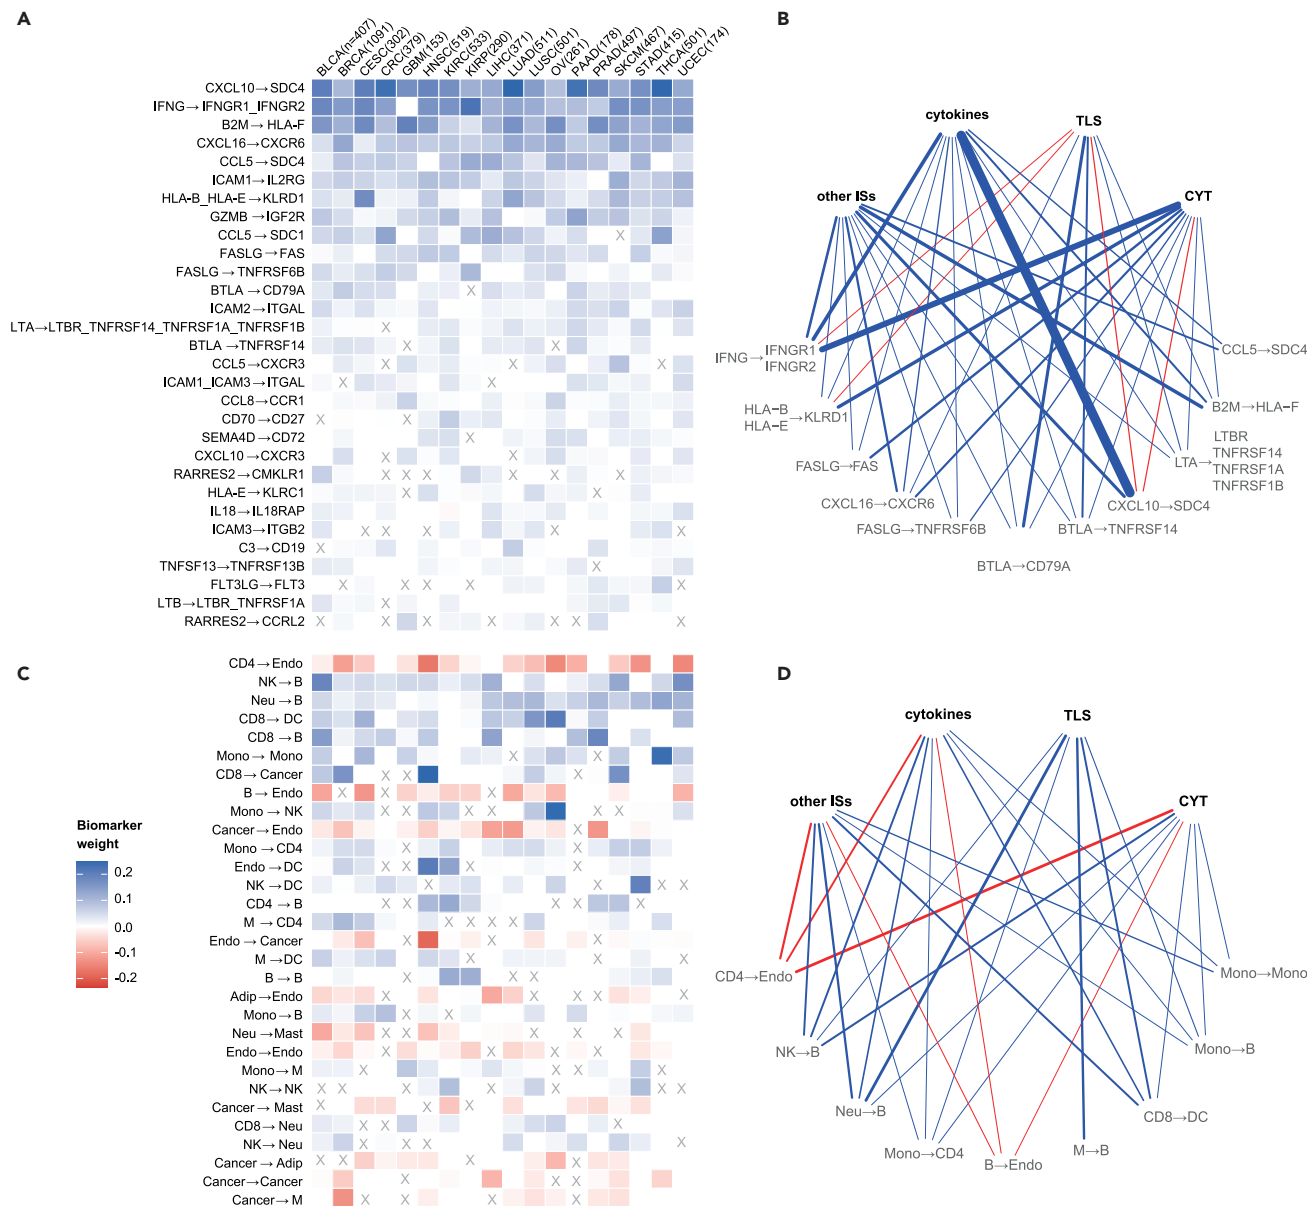 A
BLCA(n=407)
BRCA(1091)
CESC(302)
CRC(379)
GBM(153)
HNSC(519)
KIRC(533)
KIRP(290)
LIHC(371)
LUAD(511)
LUSC(501)
OV(261)
PAAD(178)
PRAD(497)
SKCM(467)
STAD(415)
THCA(501)
UCEC(174)
CXCL10→SDC4
IFNG→IFNGR1_IFNGR2
B2M→HLA-F
CXCL16→CXCR6
CCL5→SDC4
ICAM1→IL2RG
HLA-B_HLA-E→KLRD1
GZMB→IGF2R
CCL5→SDC1
X
FASLG→FAS
FASLG→TNFRSF6B
BTLA→CD79A
X
ICAM2→ITGAL
LTA→LTBR_TNFRSF14_TNFRSF1A_TNFRSF1B
X
BTLA→TNFRSF14
X X
CCL5→CXCR3
X X X
ICAM1_ICAM3→ITGAL
X X
CCL8→CCR1
CD70→CD27
X X
SEMA4D→CD72
X
CXCL10→CXCR3
X X
RARRES2→CMKLR1
X X X X X X
HLA-E→KLRC1
X X
IL18→IL18RAP
ICAM3→ITGB2
X X X X X
C3→CD19
X
TNFSF13→TNFRSF13B
X
FLT3LG→FLT3
X X X X X
LTB→LTBR_TNFRSF1A
X
RARRES2→CCRL2
X X X X X X X
B
cytokines
TLS
other ISs
CYT
IFNG→IFNGR1
IFNGR2
CCL5→SDC4
HLA-B
HLA-E→KLRD1
B2M→HLA-F
FASLG→FAS
LTA→
LTBR
TNFRSF14
TNFRSF1A
TNFRSF1B
CXCL16→CXCR6
CXCL10→SDC4
FASLG→TNFRSF6B
BTLA→TNFRSF14
BTLA→CD79A
C
CD4→Endo
NK→B
Neu→B
CD8→DC
CD8→B
Mono→Mono
X X
CD8→Cancer
X X X
B→Endo
X X X
Mono→NK
X X X X
Cancer→Endo
X
Mono→CD4
X X
Endo→DC
X X X
NK→DC
X X X X
CD4→B
X X X X X
M→CD4
X X X X
Endo→Cancer
X X X
M→DC
X X X
B→B
X X X
Adip→Endo
X X X X X
Mono→B
X X
Neu→Mast
X X X X
Endo→Endo
X X X
Mono→M
X X X X
NK→NK
X X X X X X
Cancer→Mast
X X X
CD8→Neu
X X X
NK→Neu
X X X X
Cancer→Adip
X X X X
Cancer→Cancer
X X
Cancer→M
X X X X
Biomarker
weight
0.2
0.1
0.0
-0.1
-0.2
D
cytokines
TLS
other ISs
CYT
CD4→Endo
Mono→Mono
NK→B
Mono→B
Neu→B
CD8→DC
Mono→CD4
M→B
B→Endo